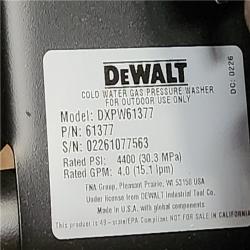 DC: 0226
DEWALT
COLD WATER GAS PRESSURE WASHER
FOR OUTDOOR USE ONLY
Model: DXPW61377
P/N: 61377
S/N: 02261077563
Rated PSI: 4400 (30.3 MPa)
Rated GPM: 4.0 (15.1 lpm)
FNA Group, Pleasant Prairie, WI 53158 USA
Under license from DEWALT Industrial Tool Co.
Made in U.S.A. with global components
This product is 49-state/EPA Compliant NOT FOR SALE IN CALIFORNIA